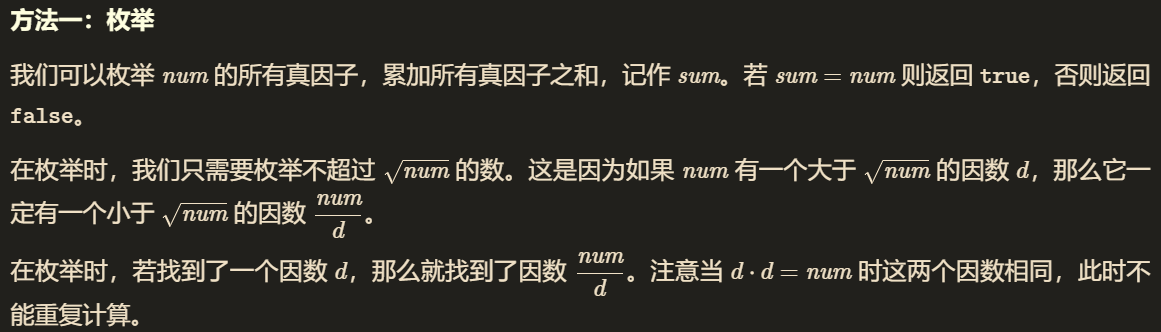 方法一：枚举
我们可以枚举 num 的所有真因子，累加所有真因子之和，记作 sum。若 sum = num 则返回 true，否则返回
false。
在枚举时，我们只需要枚举不超过 √num 的数。这是因为如果 num 有一个大于 √num 的因数 d，那么它一
定有一个小于 √num 的因数 num/d。
在枚举时，若找到了一个因数 d，那么就找到了因数 num/d。注意当 d · d = num 时这两个因数相同，此时不
能重复计算。